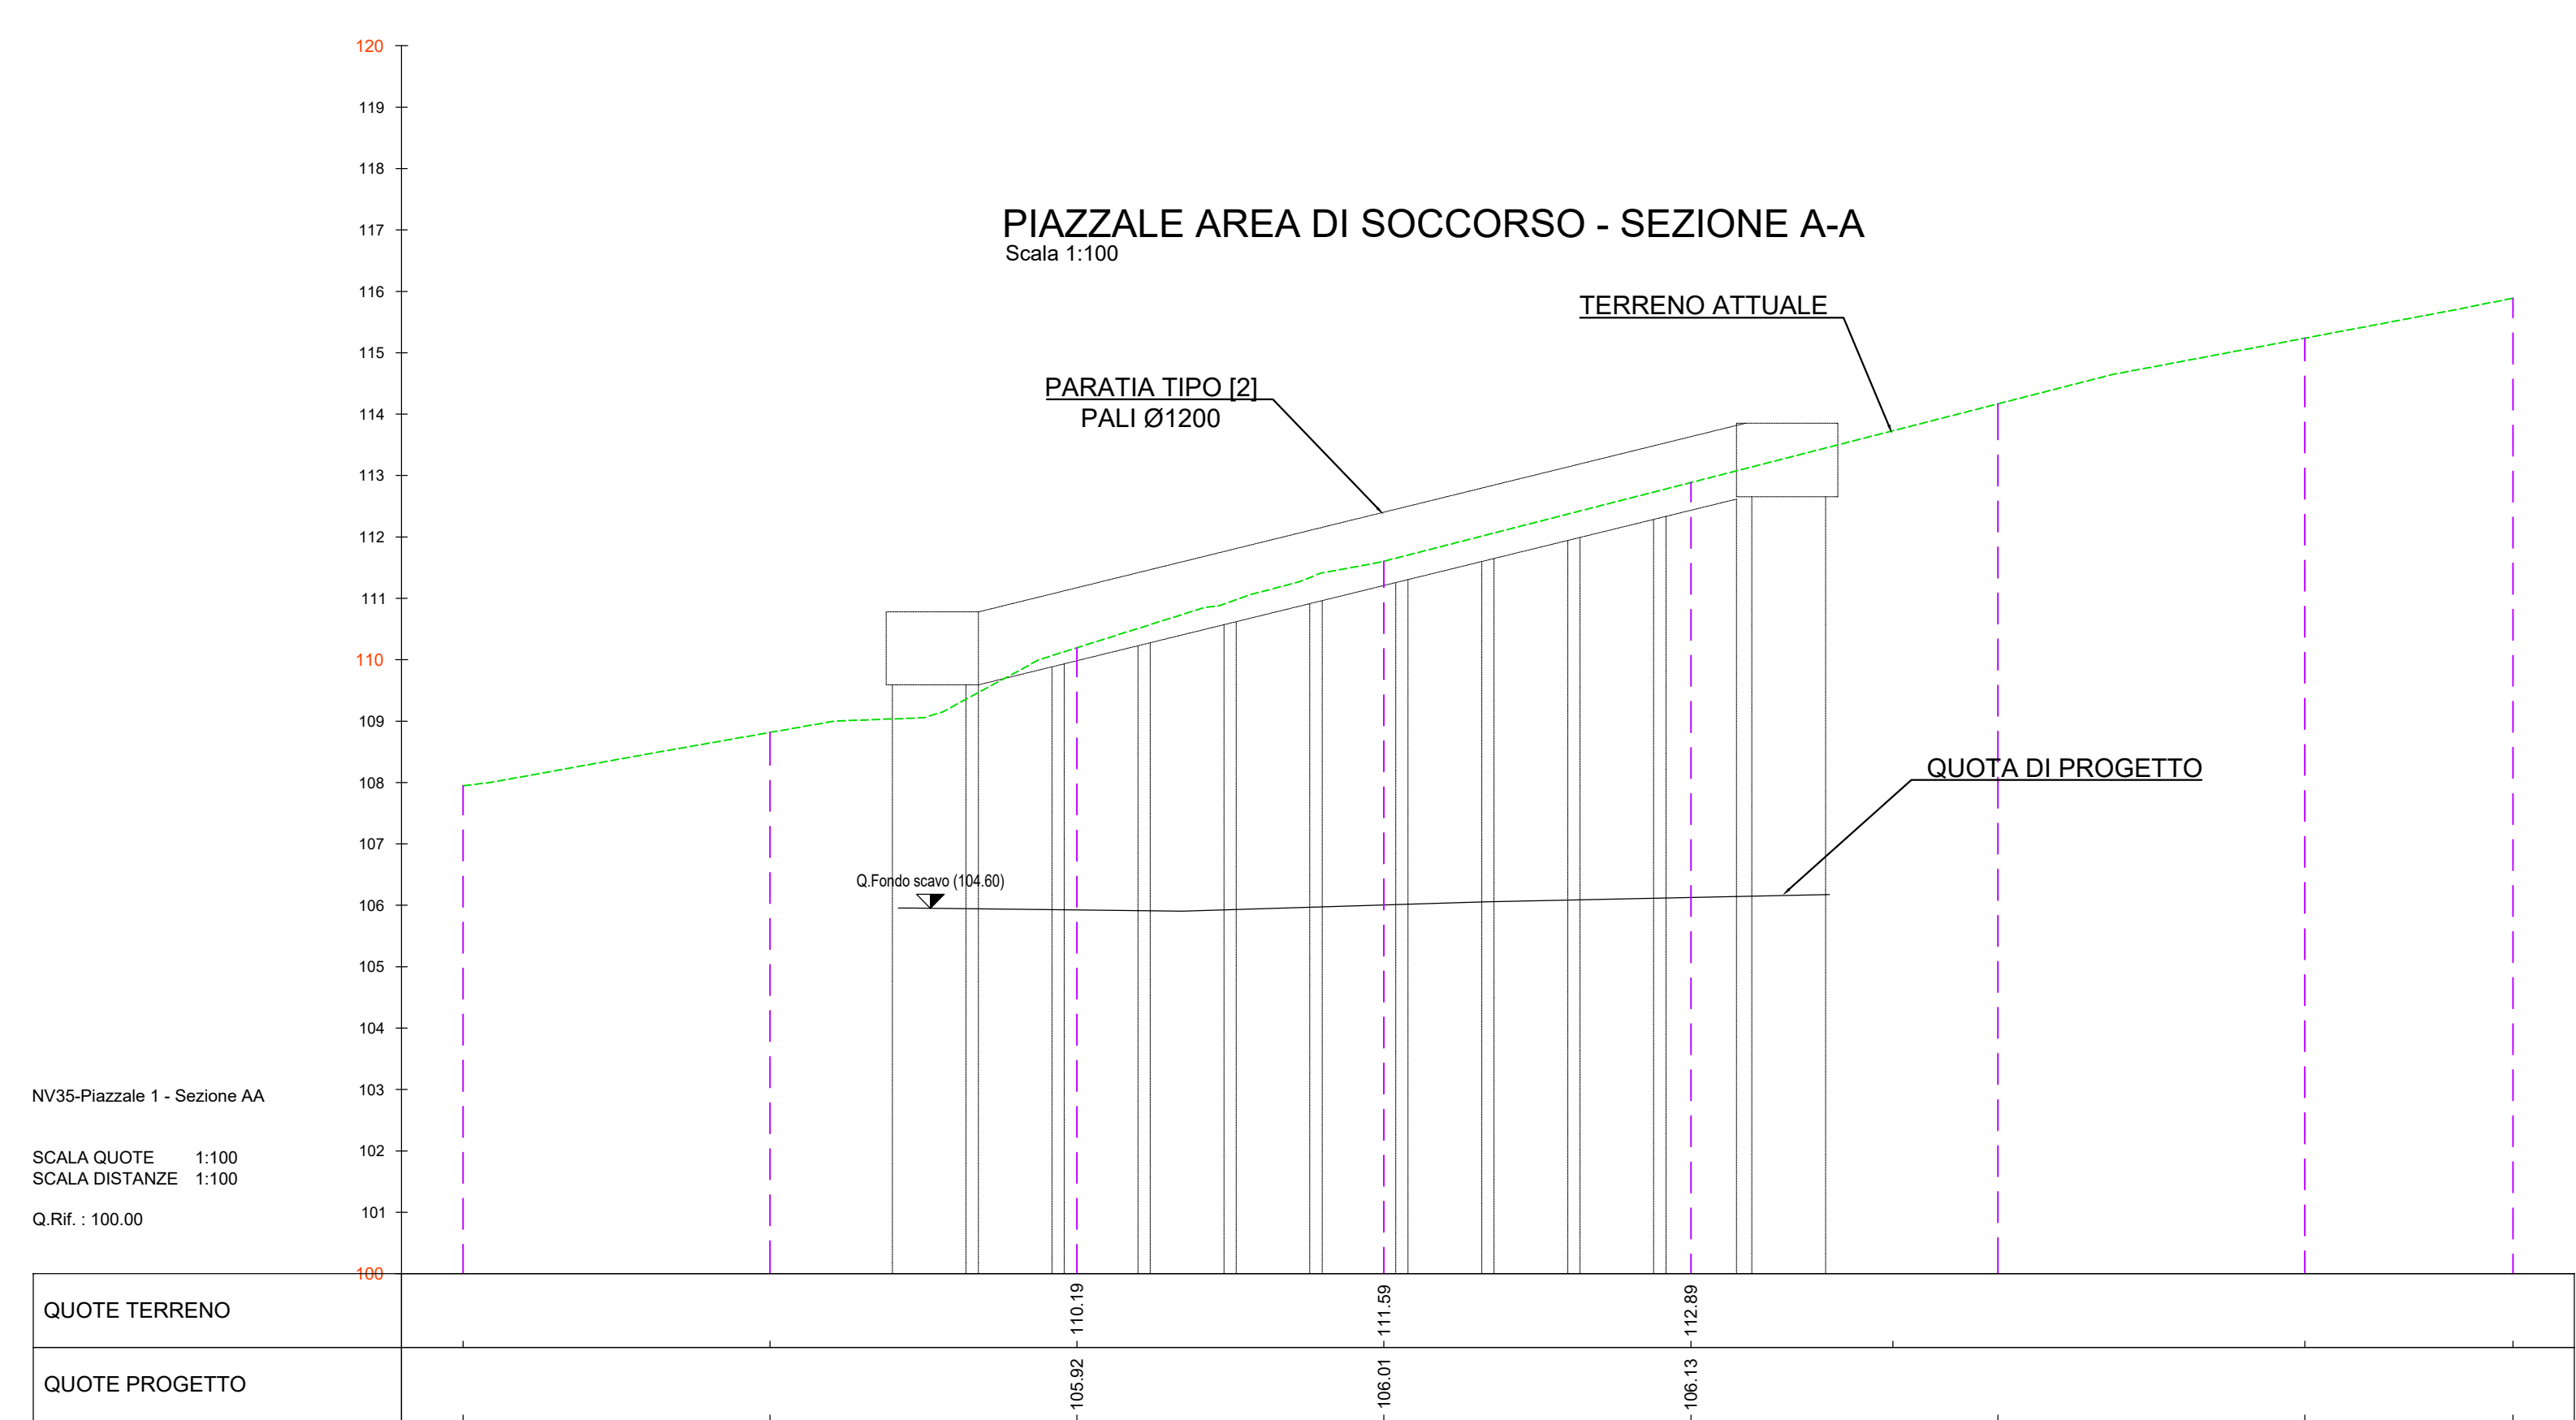 120
119
118
117
PIAZZALE AREA DI SOCCORSO - SEZIONE A-A
Scala 1:100
116
TERRENO ATTUALE
115
PARATIA TIPO [2]
PALI Ø1200
114
113
112
111
110
109
108
QUOTA DI PROGETTO
107
Q.Fondo scavo (104.60)
106
105
104
103
NV35-Piazzale 1 - Sezione AA
102
SCALA QUOTE 1:100
SCALA DISTANZE 1:100
101
Q.Rif. : 100.00
100
QUOTE TERRENO 110.19 111.59 112.89
QUOTE PROGETTO 105.92 106.01 106.13